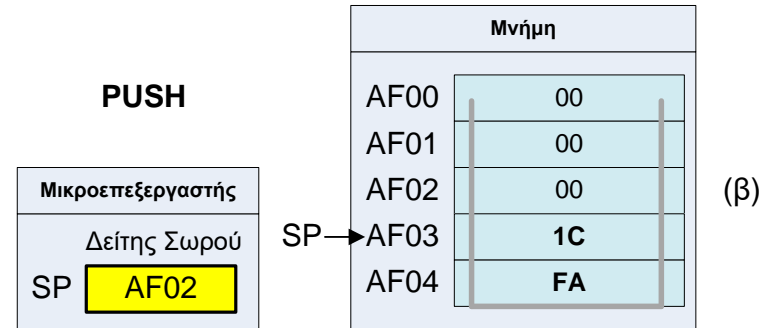 PUSH
Μικροεπεξεργαστής
Δείτης Σωρού
SP AF02
Μνήμη
AF00 00
AF01 00
AF02 00
SP AF03 1C
AF04 FA
(β)